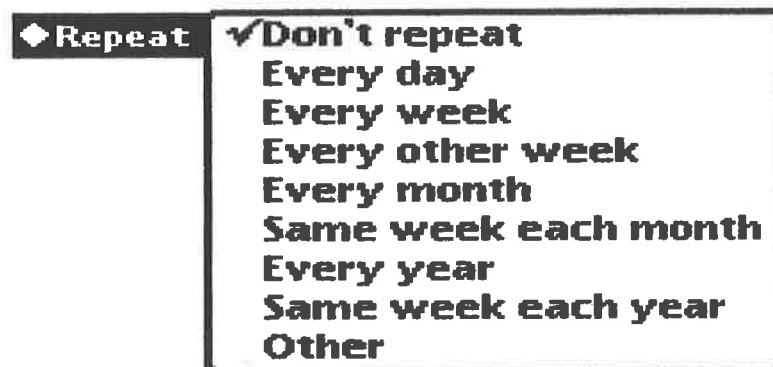 ◆Repeat ✓Don't repeat
Every day
Every week
Every other week
Every month
Same week each month
Every year
Same week each year
Other